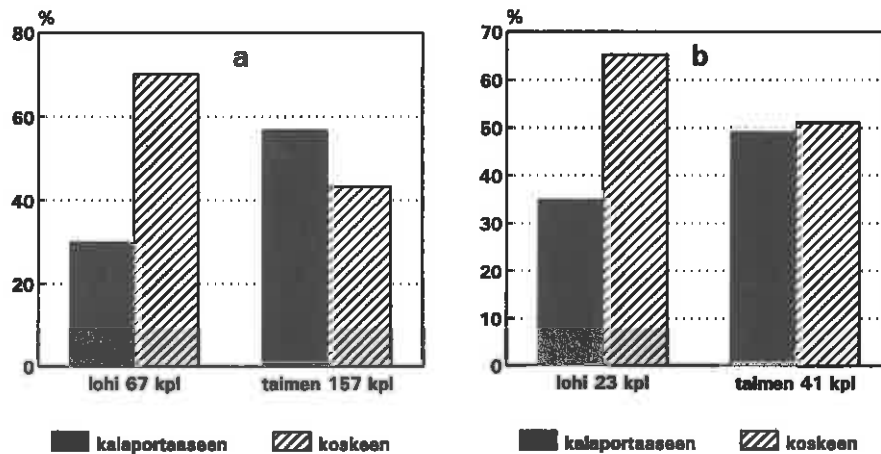 %
a
80
60
40
20
0
lohi 67 kpl
taimen 157 kpl
kalaportaaseen
koskeen
%
b
70
60
50
40
30
20
10
0
lohi 23 kpl
taimen 41 kpl
kalaportaaseen
koskeen